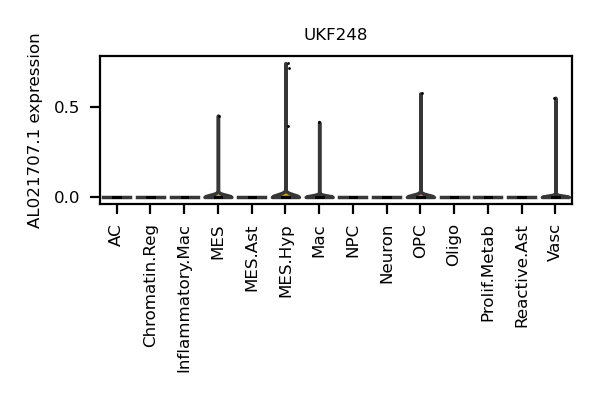 UKF248
AL021707.1 expression
0.5
0.0
AC
Chromatin.Reg
Inflammatory.Mac
MES
MES.Ast
MES.Hyp
Mac
NPC
Neuron
OPC
Oligo
Prolif.Metab
Reactive.Ast
Vasc